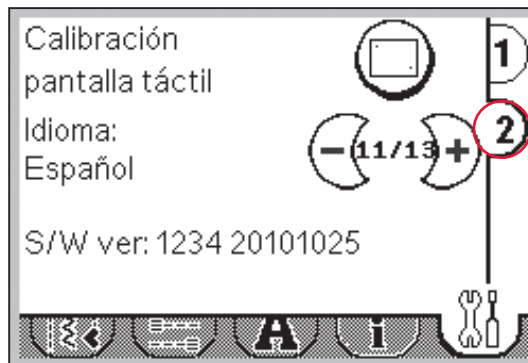 Calibración
pantalla táctil
1
Idioma:
Español
- 11/13 +
2
S/W ver: 1234 20101025
A
i